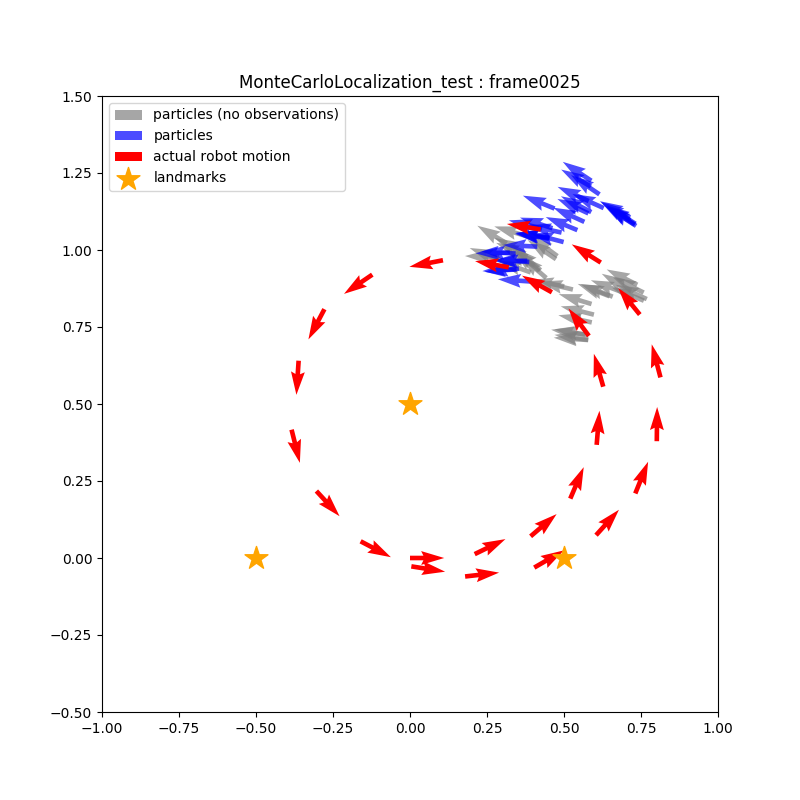 MonteCarloLocalization_test : frame0025
particles (no observations)
particles
actual robot motion
landmarks
1.50
1.25
1.00
0.75
0.50
0.25
0.00
−0.25
−0.50
−1.00 −0.75 −0.50 −0.25 0.00 0.25 0.50 0.75 1.00